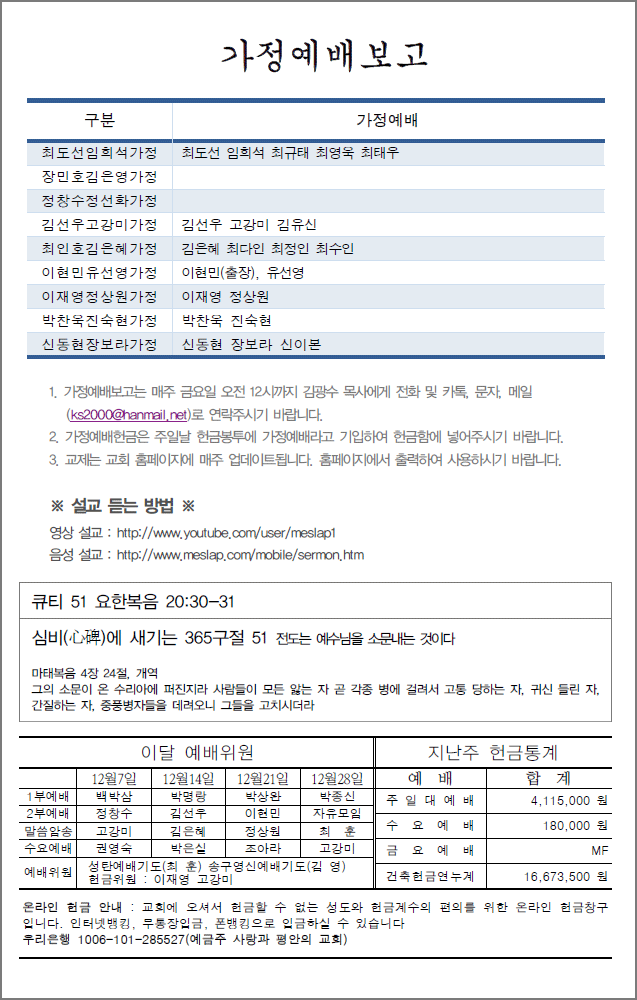 가정예배보고
구분 가정예배
최도선임희석가정 최도선 임희석 최규태 최영욱 최태우
장민호김은영가정
정창수정선화가정
김선우고강미가정 김선우 고강미 김유신
최인호김은혜가정 김은혜 최다인 최정인 최수인
이현민유선영가정 이현민(출장), 유선영
이재영정상원가정 이재영 정상원
박찬욱진숙현가정 박찬욱 진숙현
신동현장보라가정 신동현 장보라 신이본
1. 가정예배보고는 매주 금요일 오전 12시까지 김광수 목사에게 전화 및 카톡, 문자, 메일
(ks2000@hanmail.net)로 연락주시기 바랍니다.
2. 가정예배헌금은 주일날 헌금봉투에 가정예배라고 기입하여 헌금함에 넣어주시기 바랍니다.
3. 교제는 교회 홈페이지에 매주 업데이트됩니다. 홈페이지에서 출력하여 사용하시기 바랍니다.
※ 설교 듣는 방법 ※
영상 설교 : http://www.youtube.com/user/meslap1
음성 설교 : http://www.meslap.com/mobile/sermon.htm
큐티 51 요한복음 20:30-31
심비(心碑)에 새기는 365구절 51 전도는 예수님을 소문내는 것이다
마태복음 4장 24절, 개역
그의 소문이 온 수리아에 퍼진지라 사람들이 모든 앓는 자 곧 각종 병에 걸려서 고통 당하는 자, 귀신 들린 자,
간질하는 자, 중풍병자들을 데려오니 그들을 고치시더라
이달 예배위원
12월7일 12월14일 12월21일 12월28일
1부예배 백박삼 박명랑 박상완 박종신
2부예배 정창수 김선우 이현민 자유모임
말씀암송 고강미 김은혜 정상원 최 훈
수요예배 권영숙 박은실 조아라 고강미
예배위원 성탄예배기도(최 훈) 송구영신예배기도(김 영)
헌금위원 : 이재영 고강미
지난주 헌금통계
예 배 합 계
주 일 대 예 배 4,115,000 원
수 요 예 배 180,000 원
금 요 예 배 MF
건축헌금연누계 16,673,500 원
온라인 헌금 안내 : 교회에 오셔서 헌금할 수 없는 성도와 헌금계수의 편의를 위한 온라인 헌금창구
입니다. 인터넷뱅킹, 무통장입금, 폰뱅킹으로 입금하실 수 있습니다
우리은행 1006-101-285527(예금주 사랑과 평안의 교회)